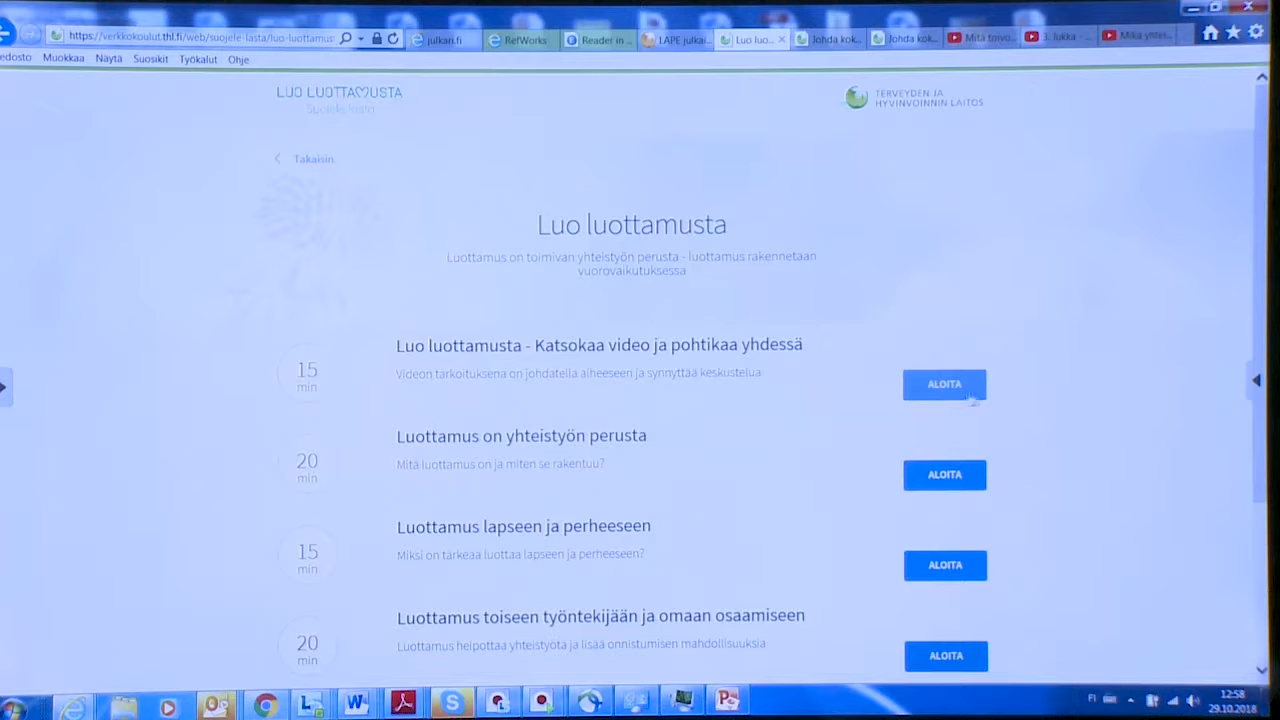 https://verkkokoulut.thl.fi/web/suojele-lasta/luo-luottamus
julkari.fi
RefWorks
Reader in ...
LAPE julkai...
Luo luo...
Johda kok...
Johda kok...
Mitä toivo...
3. Jukka - ...
Mikä yhtei...
edosto Muokkaa Näytä Suosikit Työkalut Ohje
LUO LUOTTAMUSTA
Suojele lasta
TERVEYDEN JA
HYVINVOINNIN LAITOS
Takaisin
Luo luottamusta
Luottamus on toimivan yhteistyön perusta - luottamus rakennetaan
vuorovaikutuksessa
15
min
Luo luottamusta - Katsokaa video ja pohtikaa yhdessä
Videon tarkoituksena on johdatella aiheeseen ja synnyttää keskustelua
ALOITA
20
min
Luottamus on yhteistyön perusta
Mitä luottamus on ja miten se rakentuu?
ALOITA
15
min
Luottamus lapseen ja perheeseen
Miksi on tärkeää luottaa lapseen ja perheeseen?
ALOITA
20
min
Luottamus toiseen työntekijään ja omaan osaamiseen
Luottamus helpottaa yhteistyötä ja lisää onnistumisen mahdollisuuksia
ALOITA
FI
12:58
29.10.2018